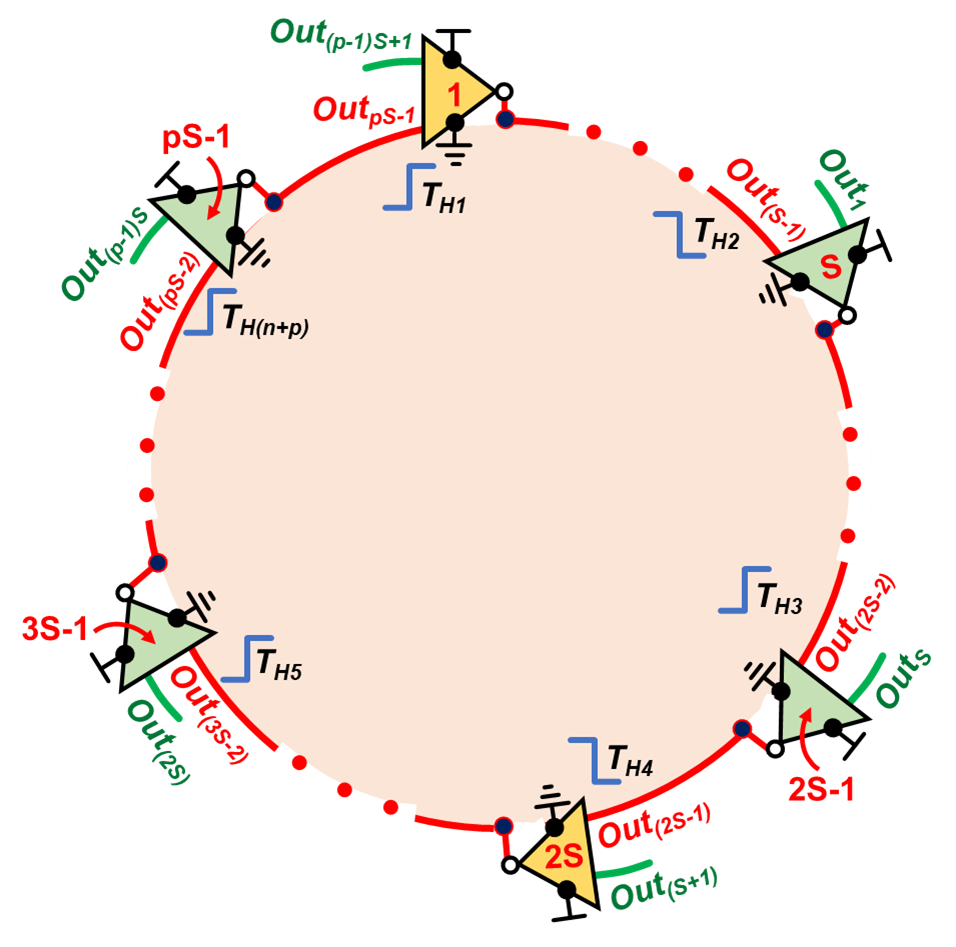 Out(p-1)S+1
1
OutpS-1
pS-1
TH1
Out(p-1)S
Out(pS-2)
TH(n+p)
Out(S-1)
Out1
TH2
S
TH3
Out(2S-2)
OutS
2S-1
TH4
2S
Out(2S-1)
Out(S+1)
3S-1
TH5
Out(3S-2)
Out(2S)